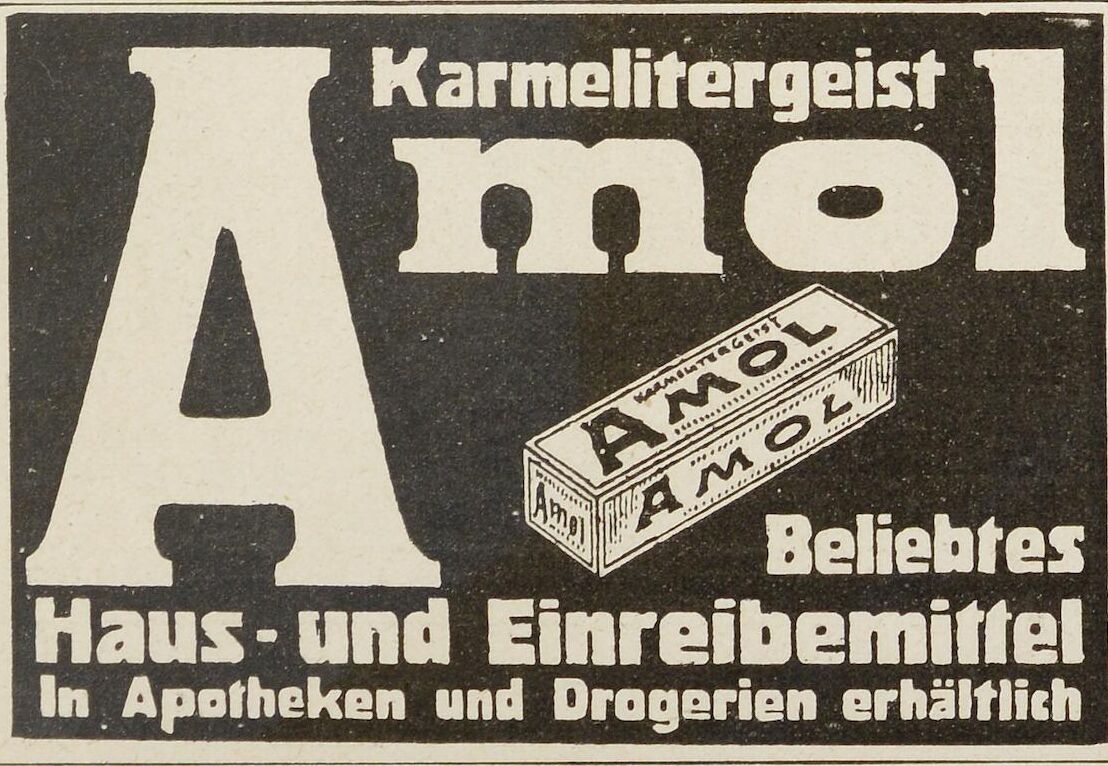 Karmelitergeist
Amol
KARMELITERGEIST
AMOL
AMOL
Amol
Beliebtes
Haus- und Einreibemittel
In Apotheken und Drogerien erhältlich